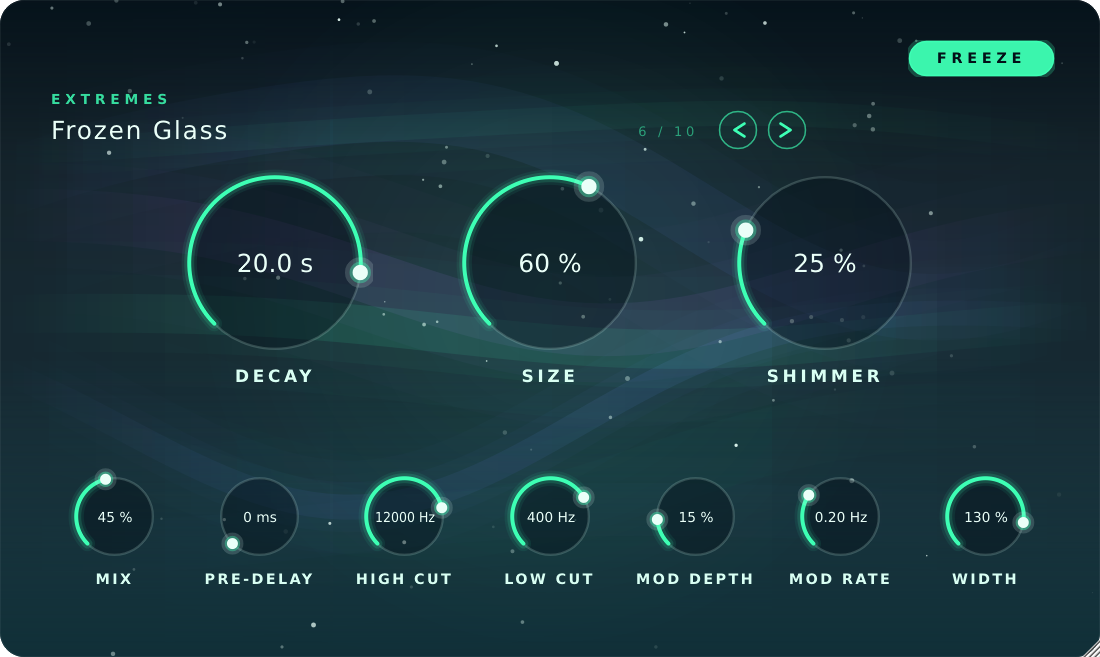 FREEZE
EXTREMES
Frozen Glass
6 / 10
20.0 s
60 %
25 %
DECAY
SIZE
SHIMMER
45 %
0 ms
12000 Hz
400 Hz
15 %
0.20 Hz
130 %
MIX
PRE-DELAY
HIGH CUT
LOW CUT
MOD DEPTH
MOD RATE
WIDTH